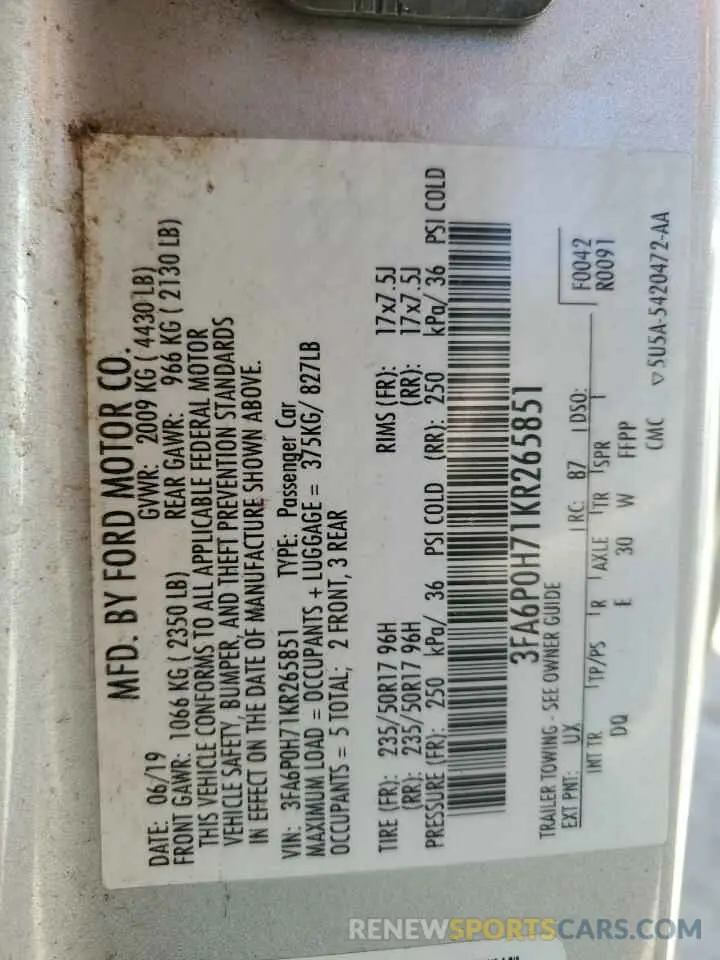 MFD. BY FORD MOTOR CO.
DATE: 06/19 GVWR: 2009 KG ( 4430 LB)
FRONT GAWR: 1066 KG ( 2350 LB) REAR GAWR: 966 KG ( 2130 LB)
THIS VEHICLE CONFORMS TO ALL APPLICABLE FEDERAL MOTOR
VEHICLE SAFETY, BUMPER, AND THEFT PREVENTION STANDARDS
IN EFFECT ON THE DATE OF MANUFACTURE SHOWN ABOVE.
VIN: 3FA6P0H71KR265851 TYPE: Passenger Car
MAXIMUM LOAD = OCCUPANTS + LUGGAGE = 375KG/ 827LB
OCCUPANTS = 5 TOTAL; 2 FRONT, 3 REAR
TIRE (FR): 235/50R17 96H RIMS (FR): 17x7.5J
(RR): 235/50R17 96H (RR): 17x7.5J
PRESSURE (FR): 250 kPa/ 36 PSI COLD (RR): 250 kPa/ 36 PSI COLD
3FA6P0H71KR265851
TRAILER TOWING - SEE OWNER GUIDE
F0042
R0091
EXT PNT: UX RC: 87 DSO:
INT TR TP/PS R AXLE TR SPR
DQ E 30 W FFPP
CMC ▽5U5A-5420472-AA
RENEWSPORTSCARS.COM